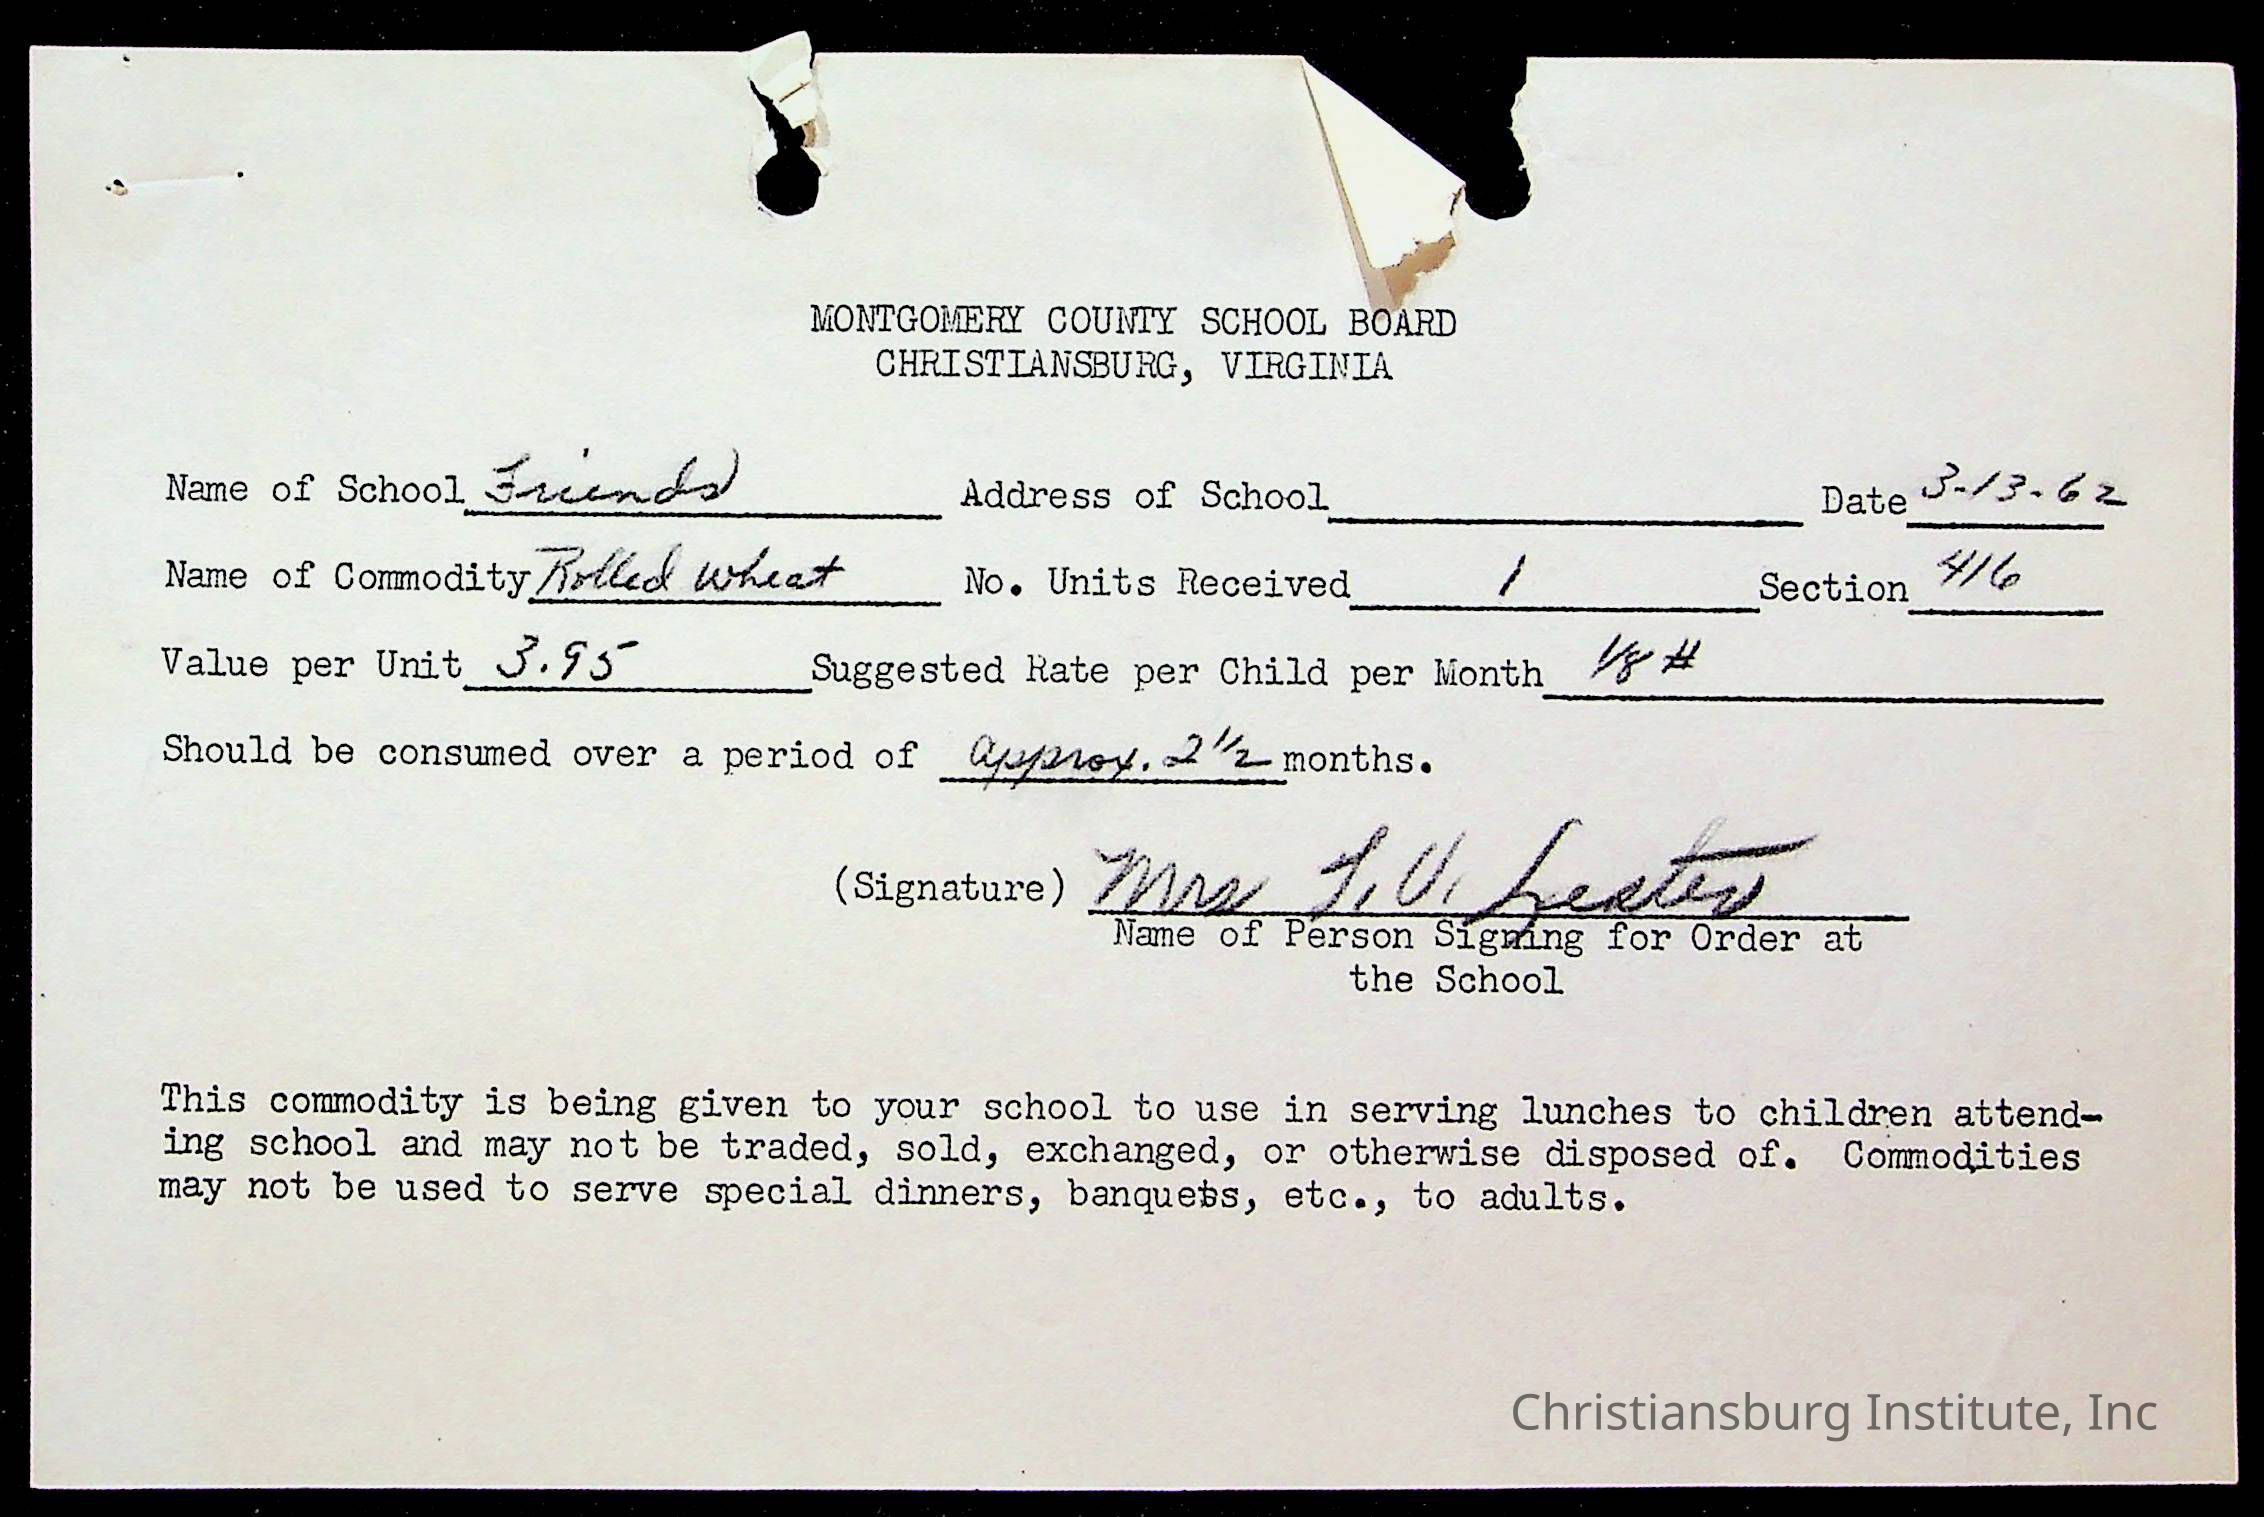 MONTGOMERY COUNTY SCHOOL BOARD
CHRISTIANSBURG, VIRGINIA
Name of School Friends Address of School Date 3-13-62
Name of Commodity Rolled Wheat No. Units Received 1 Section 416
Value per Unit 3.95 Suggested Rate per Child per Month 1/8 #
Should be consumed over a period of approx. 2 1/2 months.
(Signature) Mrs L.V. Lester
Name of Person Signing for Order at
the School
This commodity is being given to your school to use in serving lunches to children attend-
ing school and may not be traded, sold, exchanged, or otherwise disposed of. Commodities
may not be used to serve special dinners, banquets, etc., to adults.
Christiansburg Institute, Inc